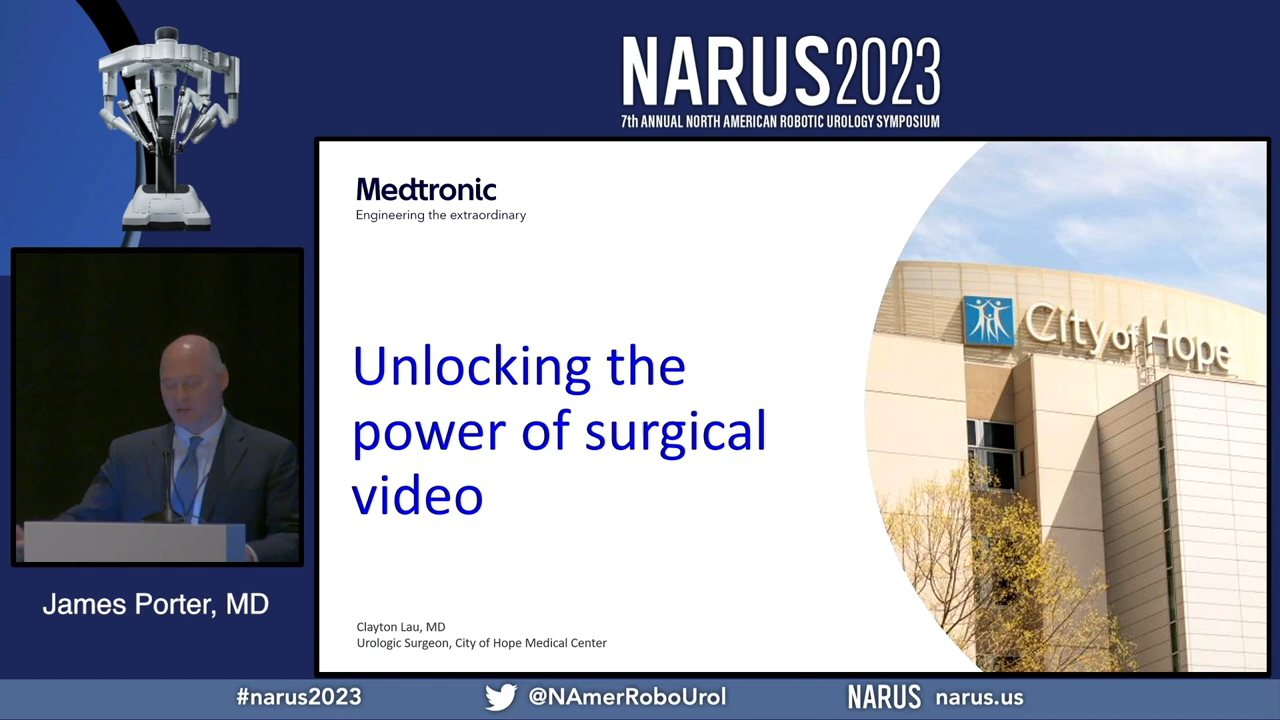 NARUS2023
7th ANNUAL NORTH AMERICAN ROBOTIC UROLOGY SYMPOSIUM
Medtronic
Engineering the extraordinary
City of Hope
Unlocking the
power of surgical
video
Clayton Lau, MD
Urologic Surgeon, City of Hope Medical Center
James Porter, MD
#narus2023
@NAmerRoboUrol
NARUS narus.us